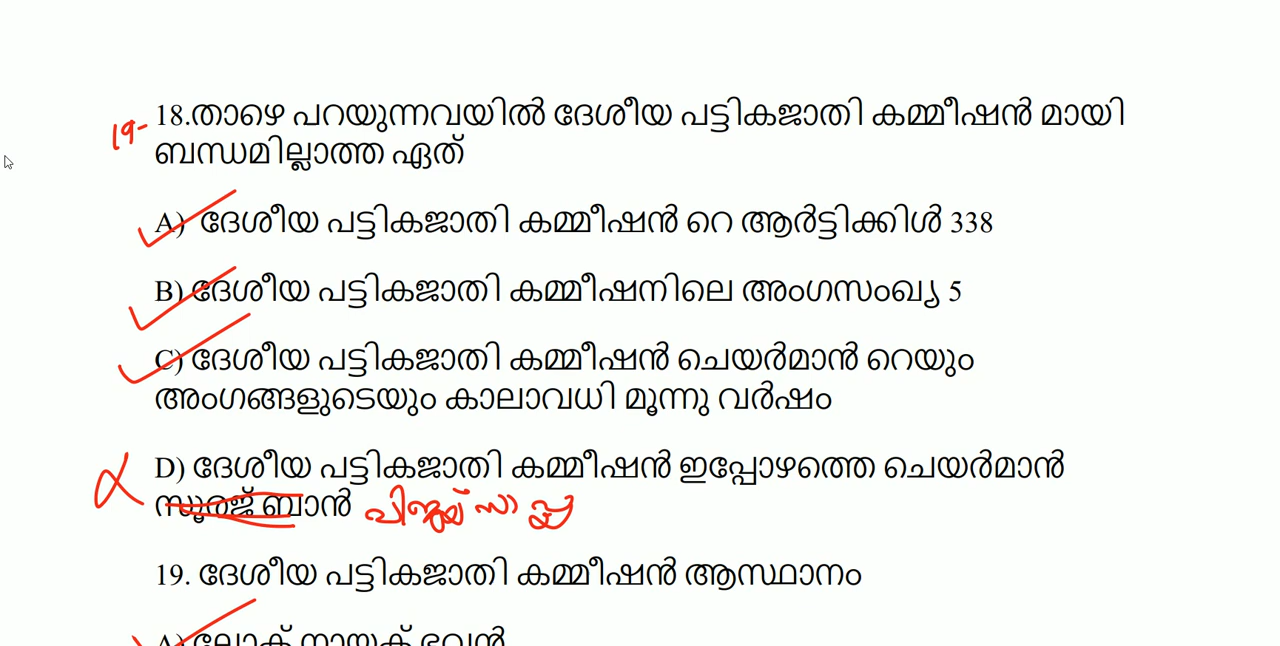 19-
18.താഴെ പറയുന്നവയിൽ ദേശീയ പട്ടികജാതി കമ്മീഷൻ മായി
ബന്ധമില്ലാത്ത ഏത്
A) ദേശീയ പട്ടികജാതി കമ്മീഷൻ റെ ആർട്ടിക്കിൾ 338
B) ദേശീയ പട്ടികജാതി കമ്മീഷനിലെ അംഗസംഖ്യ 5
C) ദേശീയ പട്ടികജാതി കമ്മീഷൻ ചെയർമാൻ റെയും
അംഗങ്ങളുടെയും കാലാവധി മൂന്നു വർഷം
D) ദേശീയ പട്ടികജാതി കമ്മീഷൻ ഇപ്പോഴത്തെ ചെയർമാൻ
സൂരജ് ബാൻ
19. ദേശീയ പട്ടികജാതി കമ്മീഷൻ ആസ്ഥാനം
A) ലോക് നായക് ഭവൻ